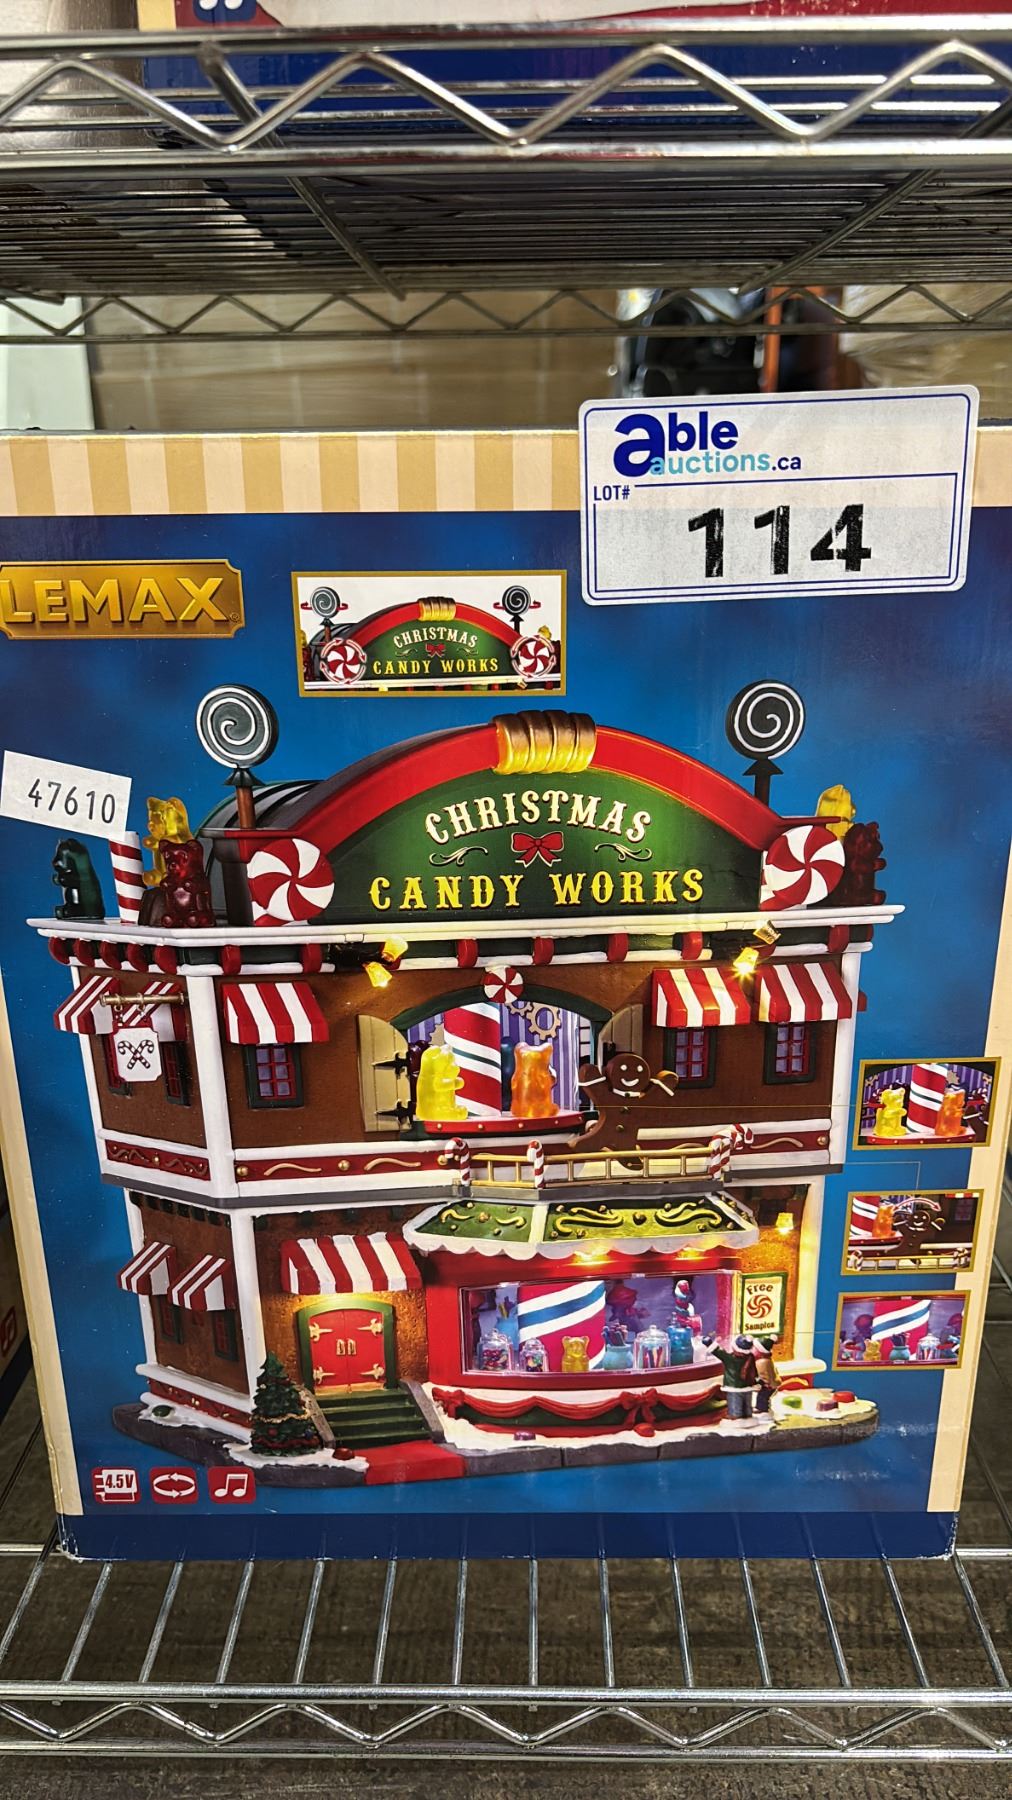 able
auctions.ca
LOT#
114
LEMAX
CHRISTMAS
CANDY WORKS
47610
CHRISTMAS
CANDY WORKS
Free
Samples
4.5V